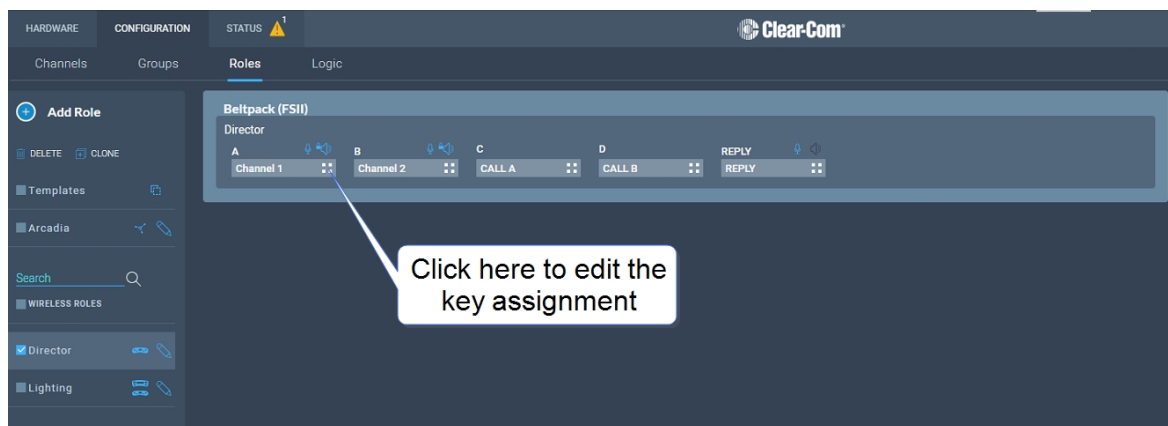 HARDWARE CONFIGURATION STATUS 1 Clear-Com®
Channels Groups Roles Logic
Add Role
DELETE CLONE
Templates
Arcadia
Search
WIRELESS ROLES
Director
Lighting
Beltpack (FSII)
Director
A B C D REPLY
Channel 1 Channel 2 CALL A CALL B REPLY
Click here to edit the
key assignment